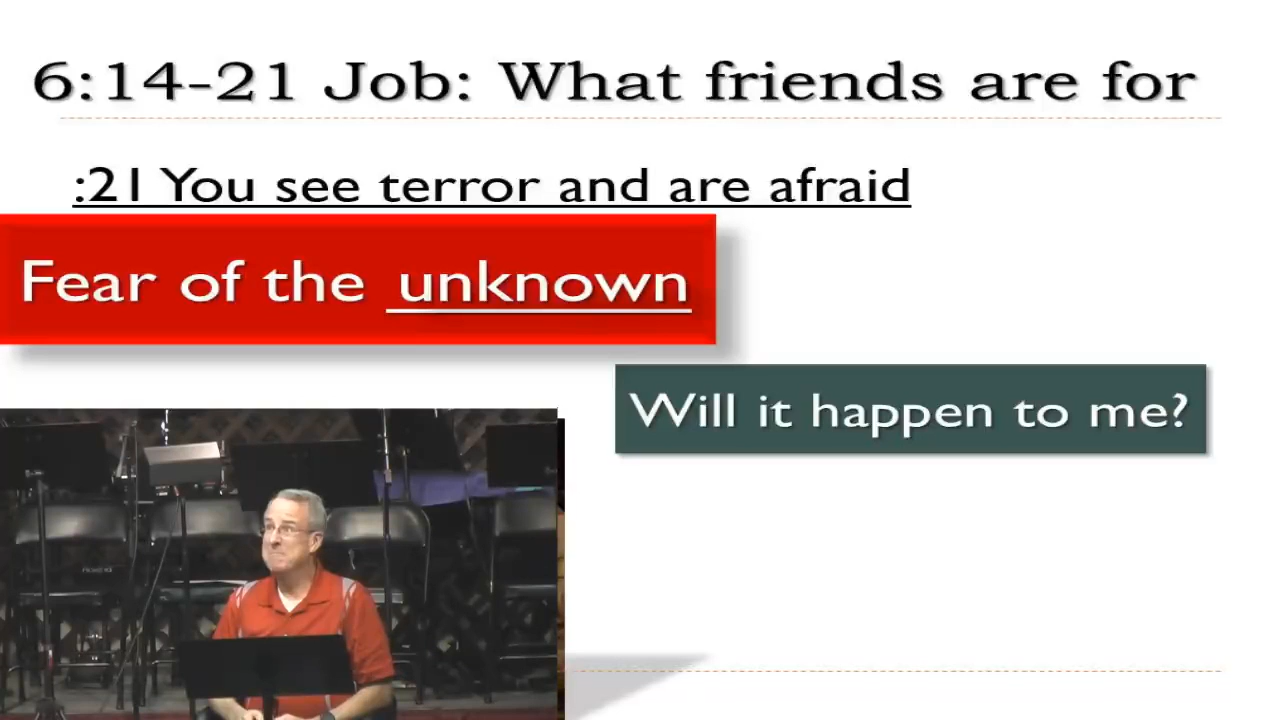 6:14-21 Job: What friends are for
:21 You see terror and are afraid
Fear of the unknown
Will it happen to me?